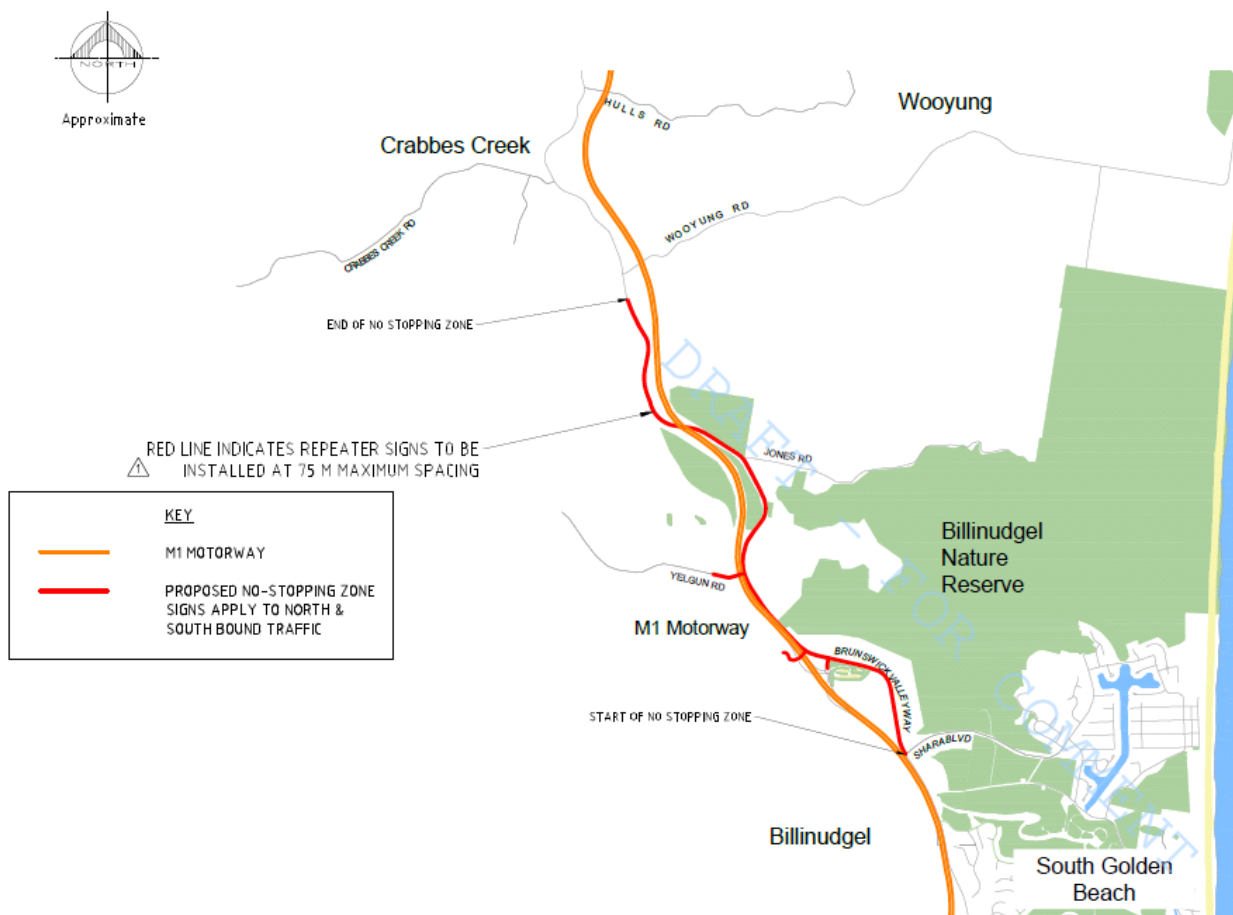 NORTH
Approximate
HULLS RD
Wooyung
Crabbes Creek
WOOYUNG RD
CRABBES CREEK RD
END OF NO STOPPING ZONE
RED LINE INDICATES REPEATER SIGNS TO BE
1 INSTALLED AT 75 M MAXIMUM SPACING
JONES RD
KEY
M1 MOTORWAY
PROPOSED NO-STOPPING ZONE
SIGNS APPLY TO NORTH &
SOUTH BOUND TRAFFIC
Billinudgel
Nature
Reserve
YELGUN RD
M1 Motorway
BRUNSWICK VALLEY WAY
START OF NO STOPPING ZONE
SHARA BLVD
Billinudgel
South Golden
Beach
DRAFT - FOR COMMENT